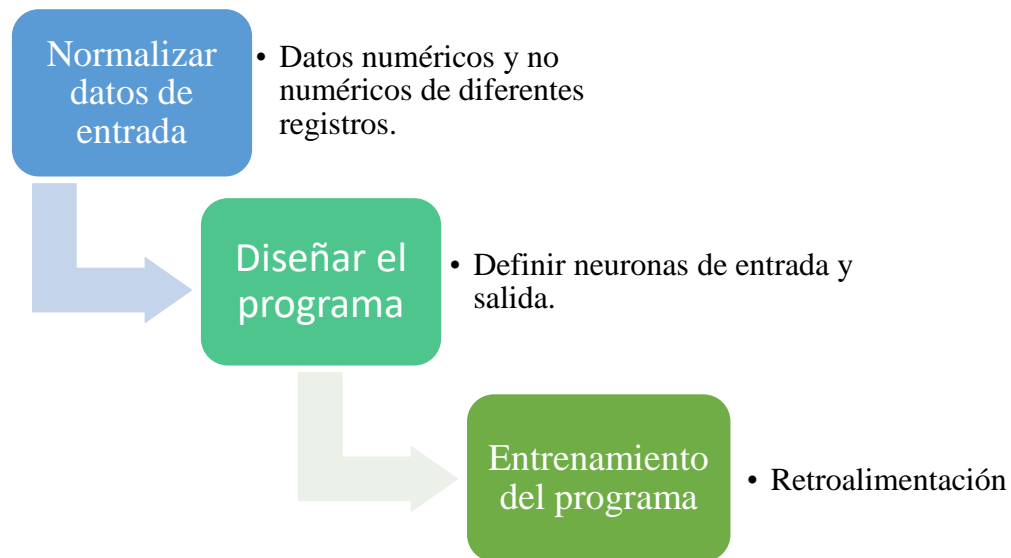 Normalizar
datos de
entrada
• Datos numéricos y no
numéricos de diferentes
registros.
Diseñar el
programa
• Definir neuronas de entrada y
salida.
Entrenamiento
del programa
• Retroalimentación